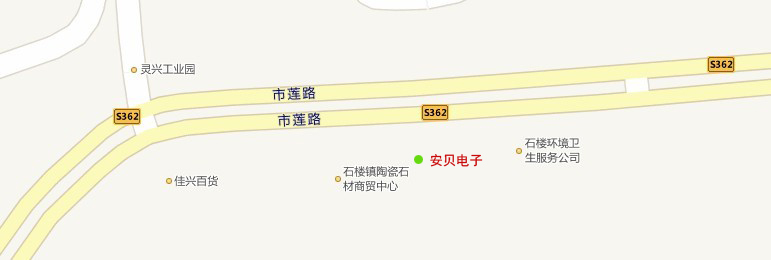 S362
灵兴工业园
市莲路
S362
S362
市莲路
石楼环境卫
生服务公司
安贝电子
石楼镇陶瓷石
材商贸中心
佳兴百货